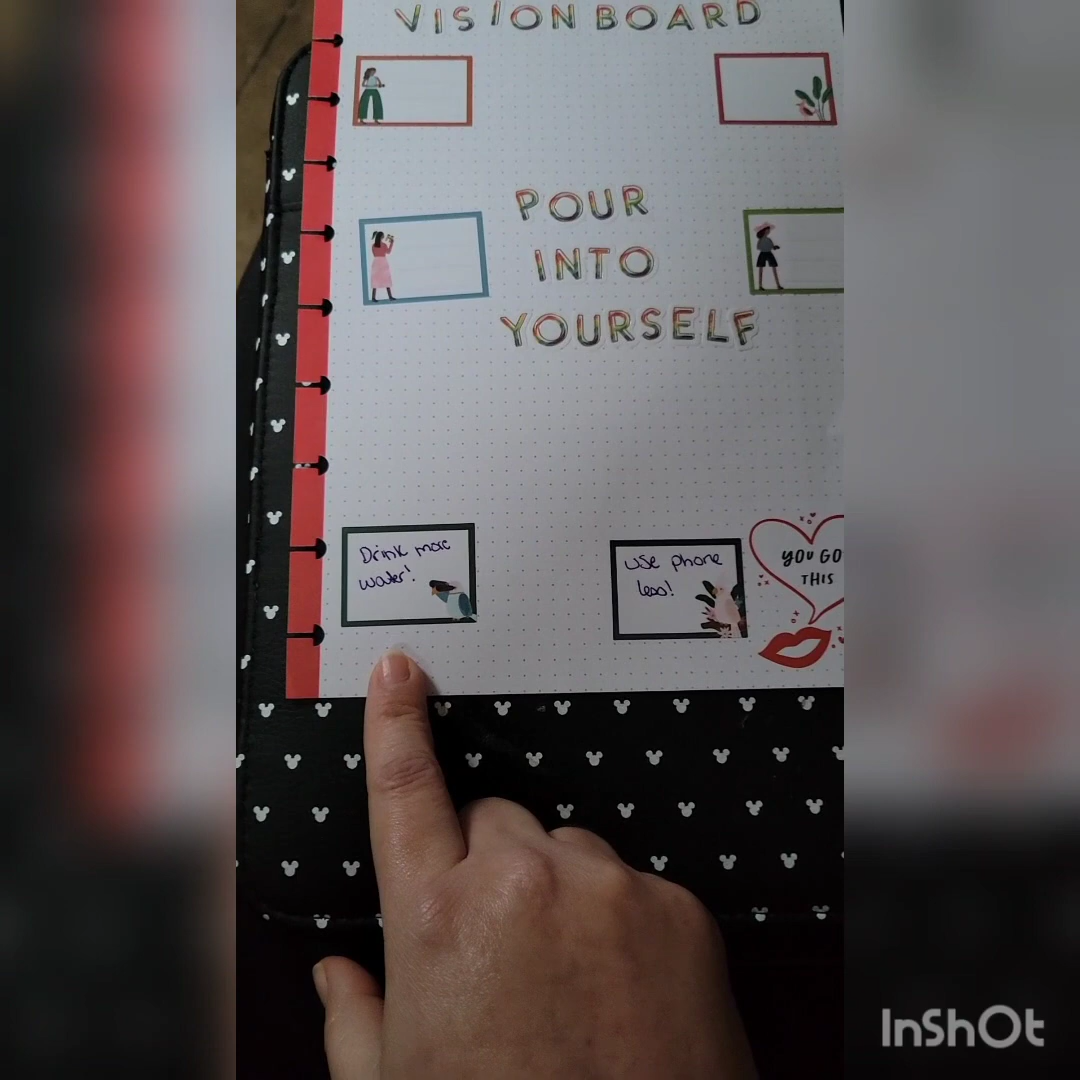 VISION BOARD
POUR
INTO
YOURSELF
Drink more
water!
use phone
less!
YOU GO
THIS
InShOt